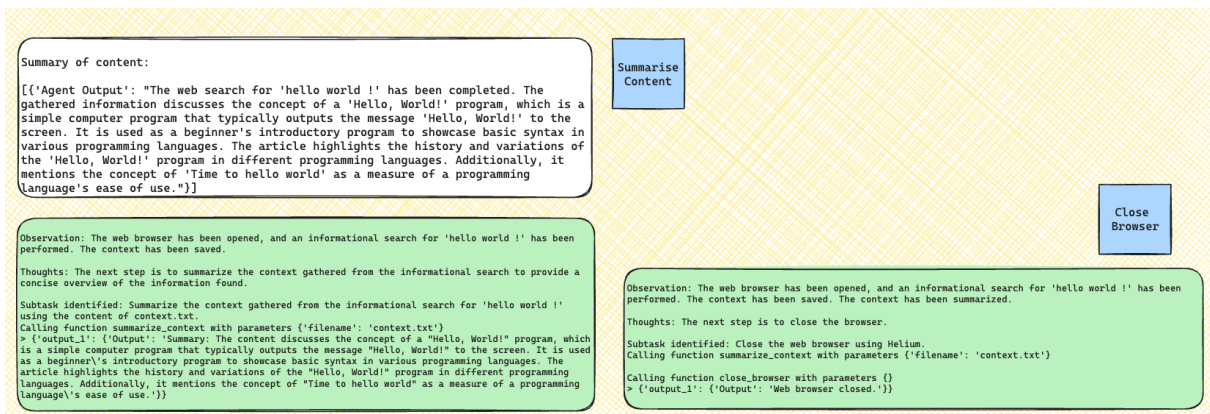 Summary of content:
[{'Agent Output': "The web search for 'hello world !' has been completed. The
gathered information discusses the concept of a 'Hello, World!' program, which is a
simple computer program that typically outputs the message 'Hello, World!' to the
screen. It is used as a beginner's introductory program to showcase basic syntax in
various programming languages. The article highlights the history and variations of
the 'Hello, World!' program in different programming languages. Additionally, it
mentions the concept of 'Time to hello world' as a measure of a programming
language's ease of use."}]
Summarise
Content
Observation: The web browser has been opened, and an informational search for 'hello world !' has been
performed. The context has been saved.
Thoughts: The next step is to summarize the context gathered from the informational search to provide a
concise overview of the information found.
Subtask identified: Summarize the context gathered from the informational search for 'hello world !'
using the content of context.txt.
Calling function summarize_context with parameters {'filename': 'context.txt'}
> {'output_1': {'Output': 'Summary: The content discusses the concept of a "Hello, World!" program, which
is a simple computer program that typically outputs the message "Hello, World!" to the screen. It is used
as a beginner\'s introductory program to showcase basic syntax in various programming languages. The
article highlights the history and variations of the "Hello, World!" program in different programming
languages. Additionally, it mentions the concept of "Time to hello world" as a measure of a programming
language\'s ease of use.'}}
Close
Browser
Observation: The web browser has been opened, and an informational search for 'hello world !' has been
performed. The context has been saved. The context has been summarized.
Thoughts: The next step is to close the browser.
Subtask identified: Close the web browser using Helium.
Calling function summarize_context with parameters {'filename': 'context.txt'}
Calling function close_browser with parameters {}
> {'output_1': {'Output': 'Web browser closed.'}}